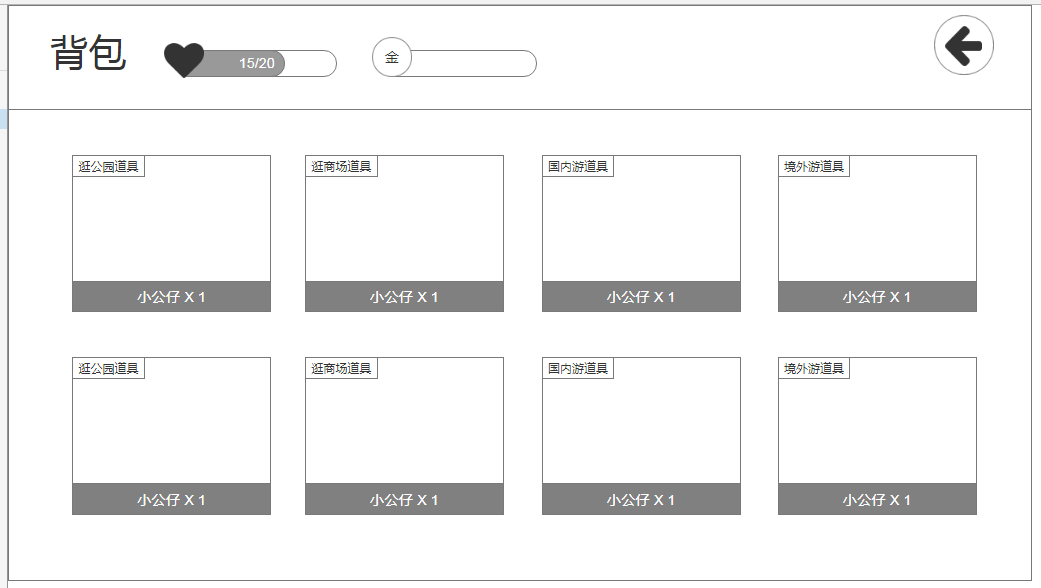 背包
15/20
金
逛公园道具
逛商场道具
国内游道具
境外游道具
小公仔 X 1
小公仔 X 1
小公仔 X 1
小公仔 X 1
逛公园道具
逛商场道具
国内游道具
境外游道具
小公仔 X 1
小公仔 X 1
小公仔 X 1
小公仔 X 1